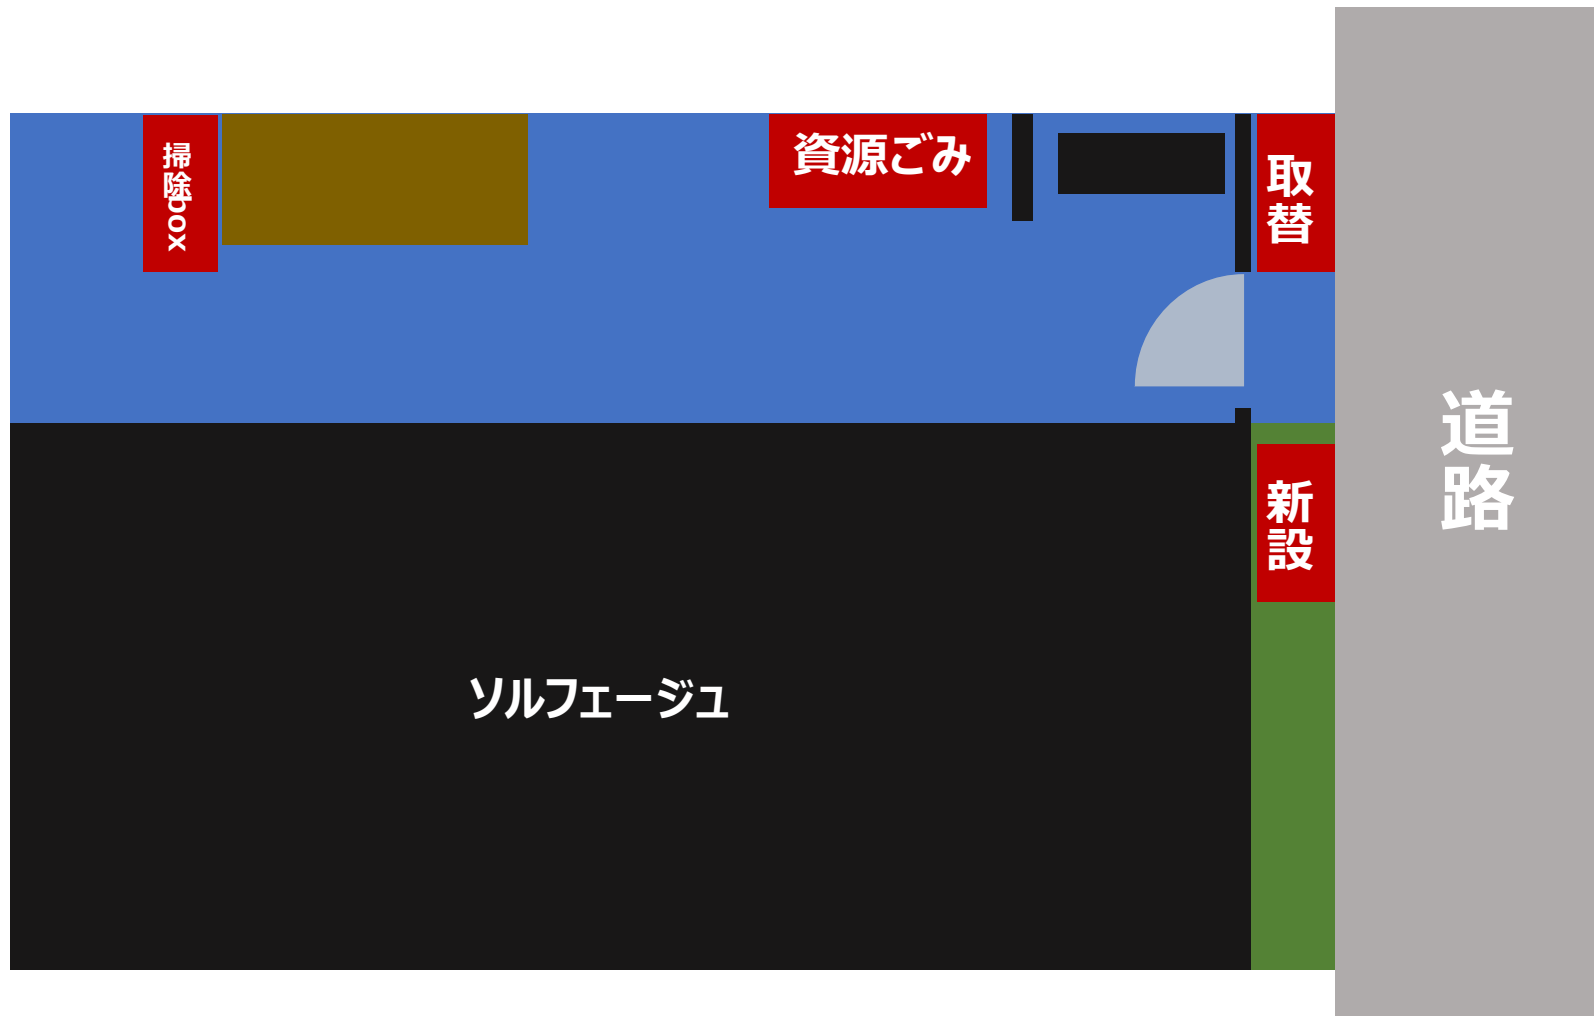 掃除box
資源ごみ
取替
道路
新設
ソルフェージュ